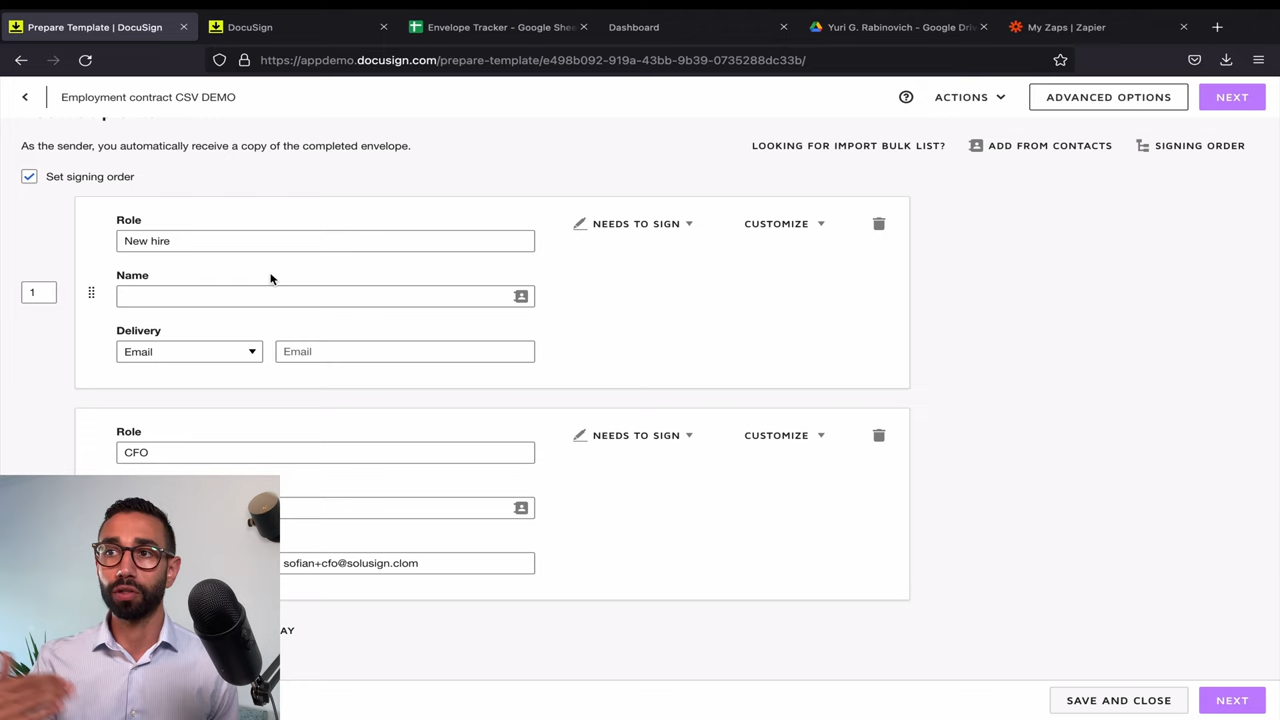 Prepare Template | DocuSign
DocuSign
Envelope Tracker - Google Shee
Dashboard
Yuri G. Rabinovich - Google Driv
My Zaps | Zapier
https://appdemo.docusign.com/prepare-template/e498b092-919a-43bb-9b39-0735288dc33b/
Employment contract CSV DEMO
ACTIONS
ADVANCED OPTIONS
NEXT
As the sender, you automatically receive a copy of the completed envelope.
LOOKING FOR IMPORT BULK LIST?
ADD FROM CONTACTS
SIGNING ORDER
Set signing order
Role
NEEDS TO SIGN
CUSTOMIZE
New hire
Name
1
Delivery
Email
Email
Role
NEEDS TO SIGN
CUSTOMIZE
CFO
sofian+cfo@solusign.clom
AY
SAVE AND CLOSE
NEXT